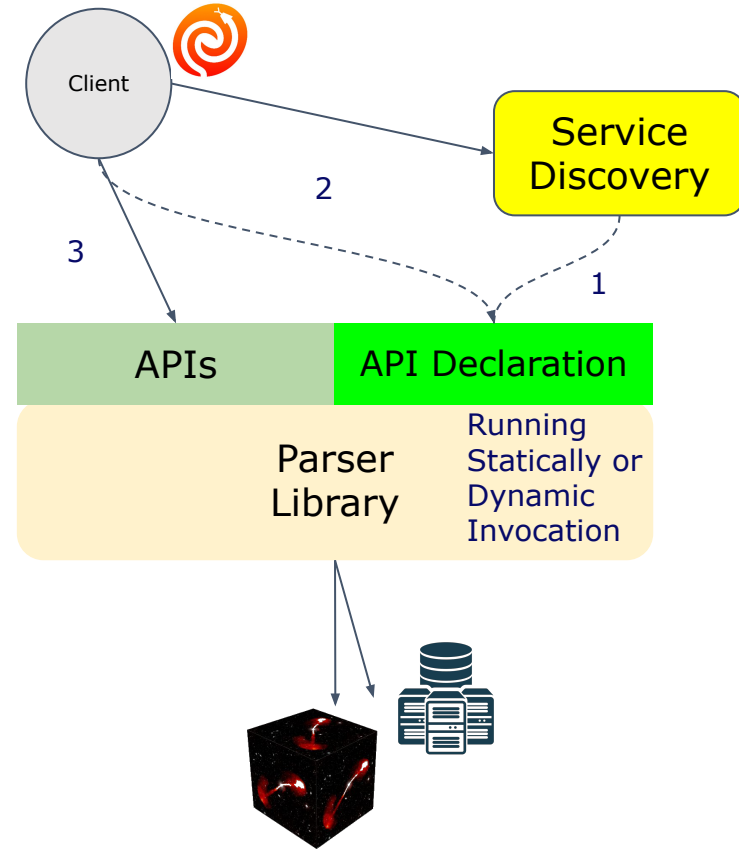 Client
Service
Discovery
2
3
1
APIs
API Declaration
Parser
Library
Running
Statically or
Dynamic
Invocation